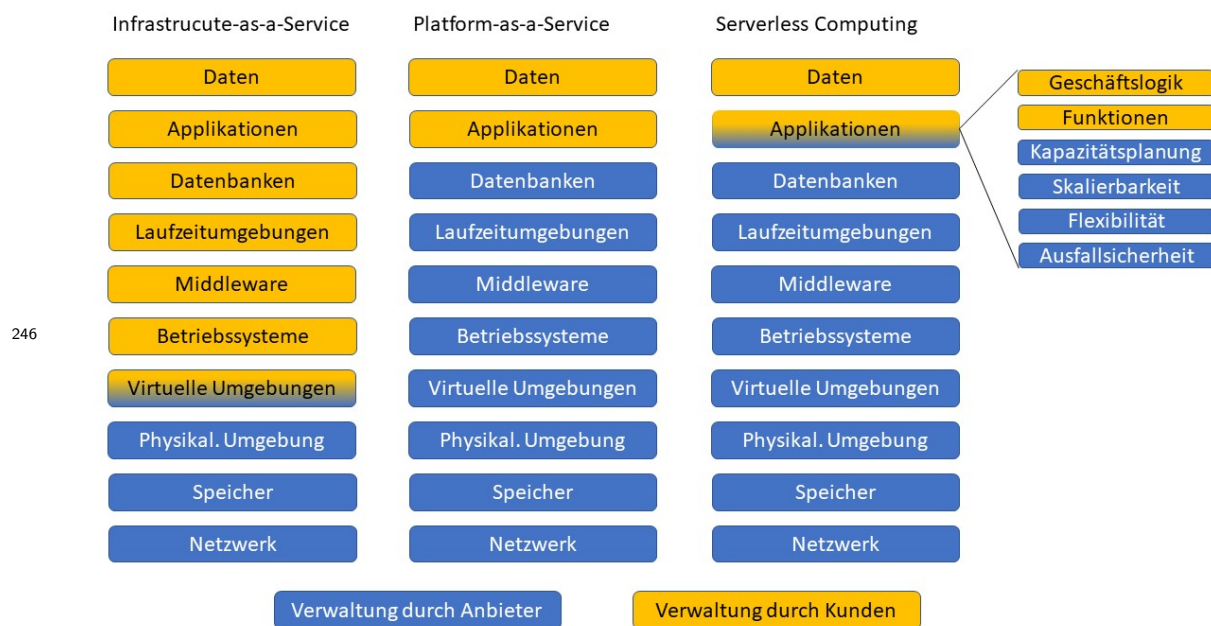 Infrastrucute-as-a-Service
Platform-as-a-Service
Serverless Computing
Daten
Daten
Daten
Geschäftslogik
Applikationen
Applikationen
Applikationen
Funktionen
Kapazitätsplanung
Datenbanken
Datenbanken
Datenbanken
Skalierbarkeit
Laufzeitumgebungen
Laufzeitumgebungen
Laufzeitumgebungen
Flexibilität
Ausfallsicherheit
Middleware
Middleware
Middleware
246
Betriebssysteme
Betriebssysteme
Betriebssysteme
Virtuelle Umgebungen
Virtuelle Umgebungen
Virtuelle Umgebungen
Physikal. Umgebung
Physikal. Umgebung
Physikal. Umgebung
Speicher
Speicher
Speicher
Netzwerk
Netzwerk
Netzwerk
Verwaltung durch Anbieter
Verwaltung durch Kunden